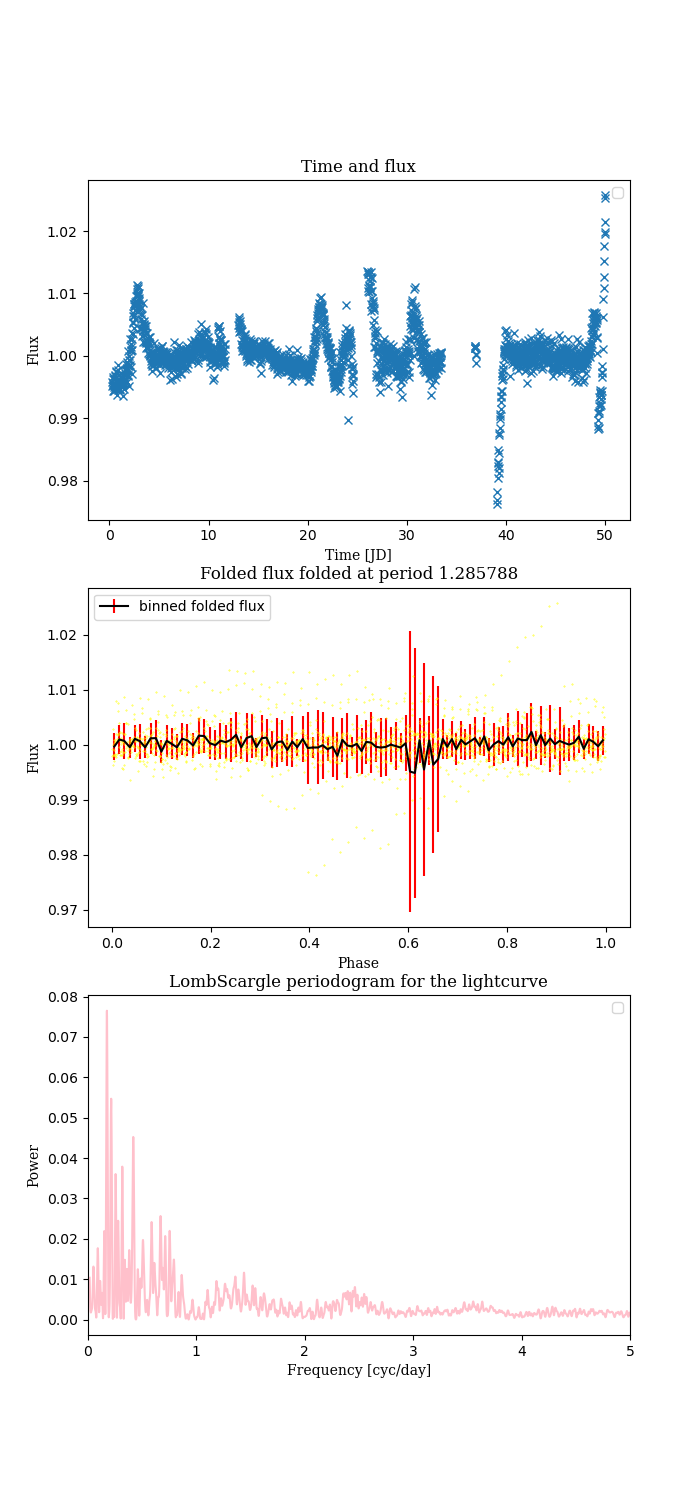 Time and flux
1.02
1.01
1.00
0.99
0.98
Flux
0 10 20 30 40 50
Time [JD]
Folded flux folded at period 1.285788
binned folded flux
1.02
1.01
1.00
0.99
0.98
0.97
Flux
0.0 0.2 0.4 0.6 0.8 1.0
Phase
LombScargle periodogram for the lightcurve
0.08
0.07
0.06
0.05
0.04
0.03
0.02
0.01
0.00
Power
0 1 2 3 4 5
Frequency [cyc/day]